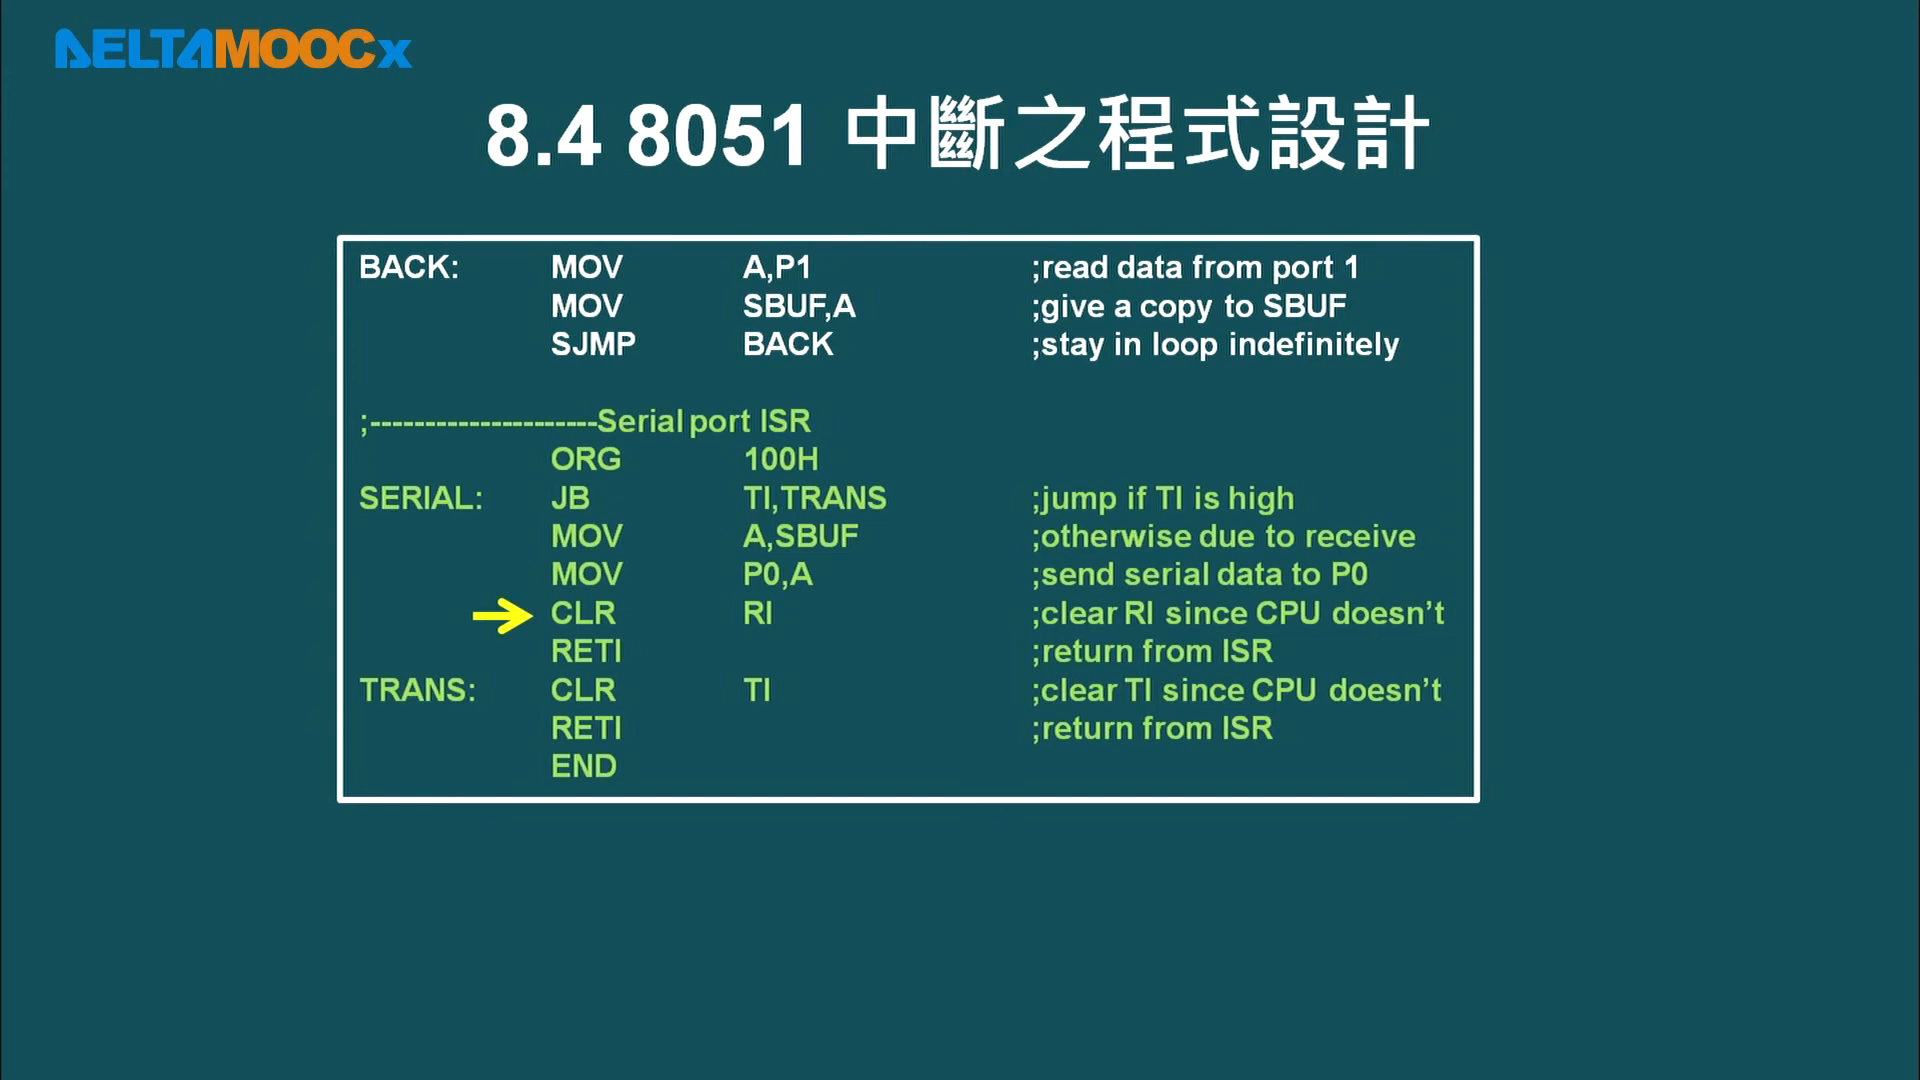 DELTAMOOCx
8.4 8051 中斷之程式設計
BACK: MOV A,P1 ;read data from port 1
MOV SBUF,A ;give a copy to SBUF
SJMP BACK ;stay in loop indefinitely
;---------------------Serial port ISR
ORG 100H
SERIAL: JB TI,TRANS ;jump if TI is high
MOV A,SBUF ;otherwise due to receive
MOV P0,A ;send serial data to P0
CLR RI ;clear RI since CPU doesn’t
RETI ;return from ISR
TRANS: CLR TI ;clear TI since CPU doesn’t
RETI ;return from ISR
END